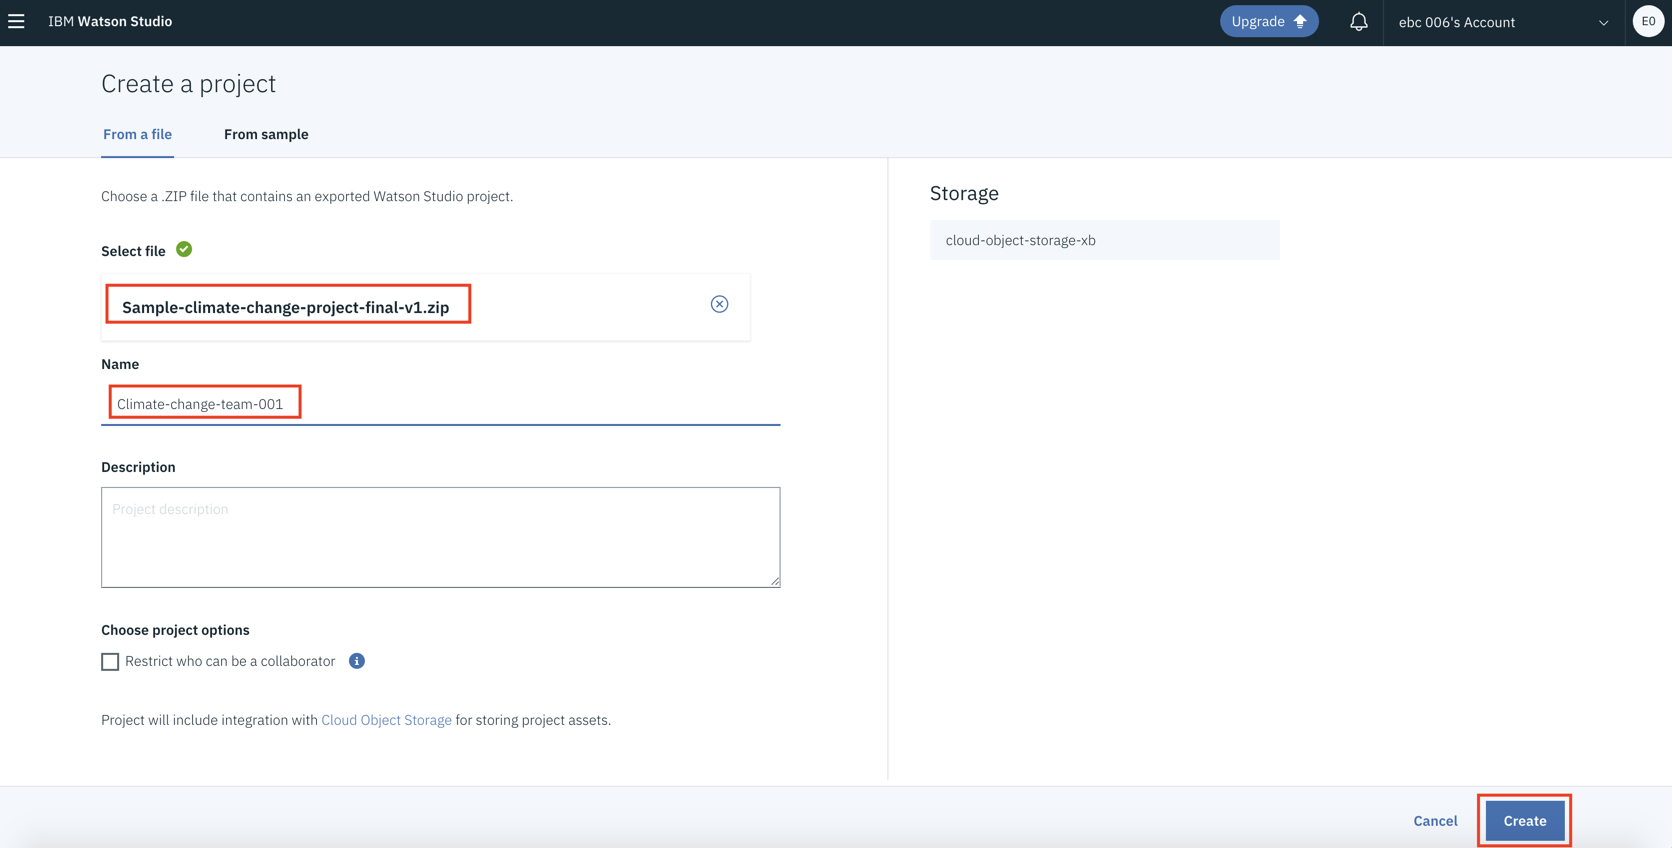 IBM Watson Studio
Upgrade
ebc 006's Account
E0
Create a project
From a file
From sample
Choose a .ZIP file that contains an exported Watson Studio project.
Select file
Sample-climate-change-project-final-v1.zip
Name
Climate-change-team-001
Description
Project description
Choose project options
Restrict who can be a collaborator
Project will include integration with Cloud Object Storage for storing project assets.
Storage
cloud-object-storage-xb
Cancel
Create